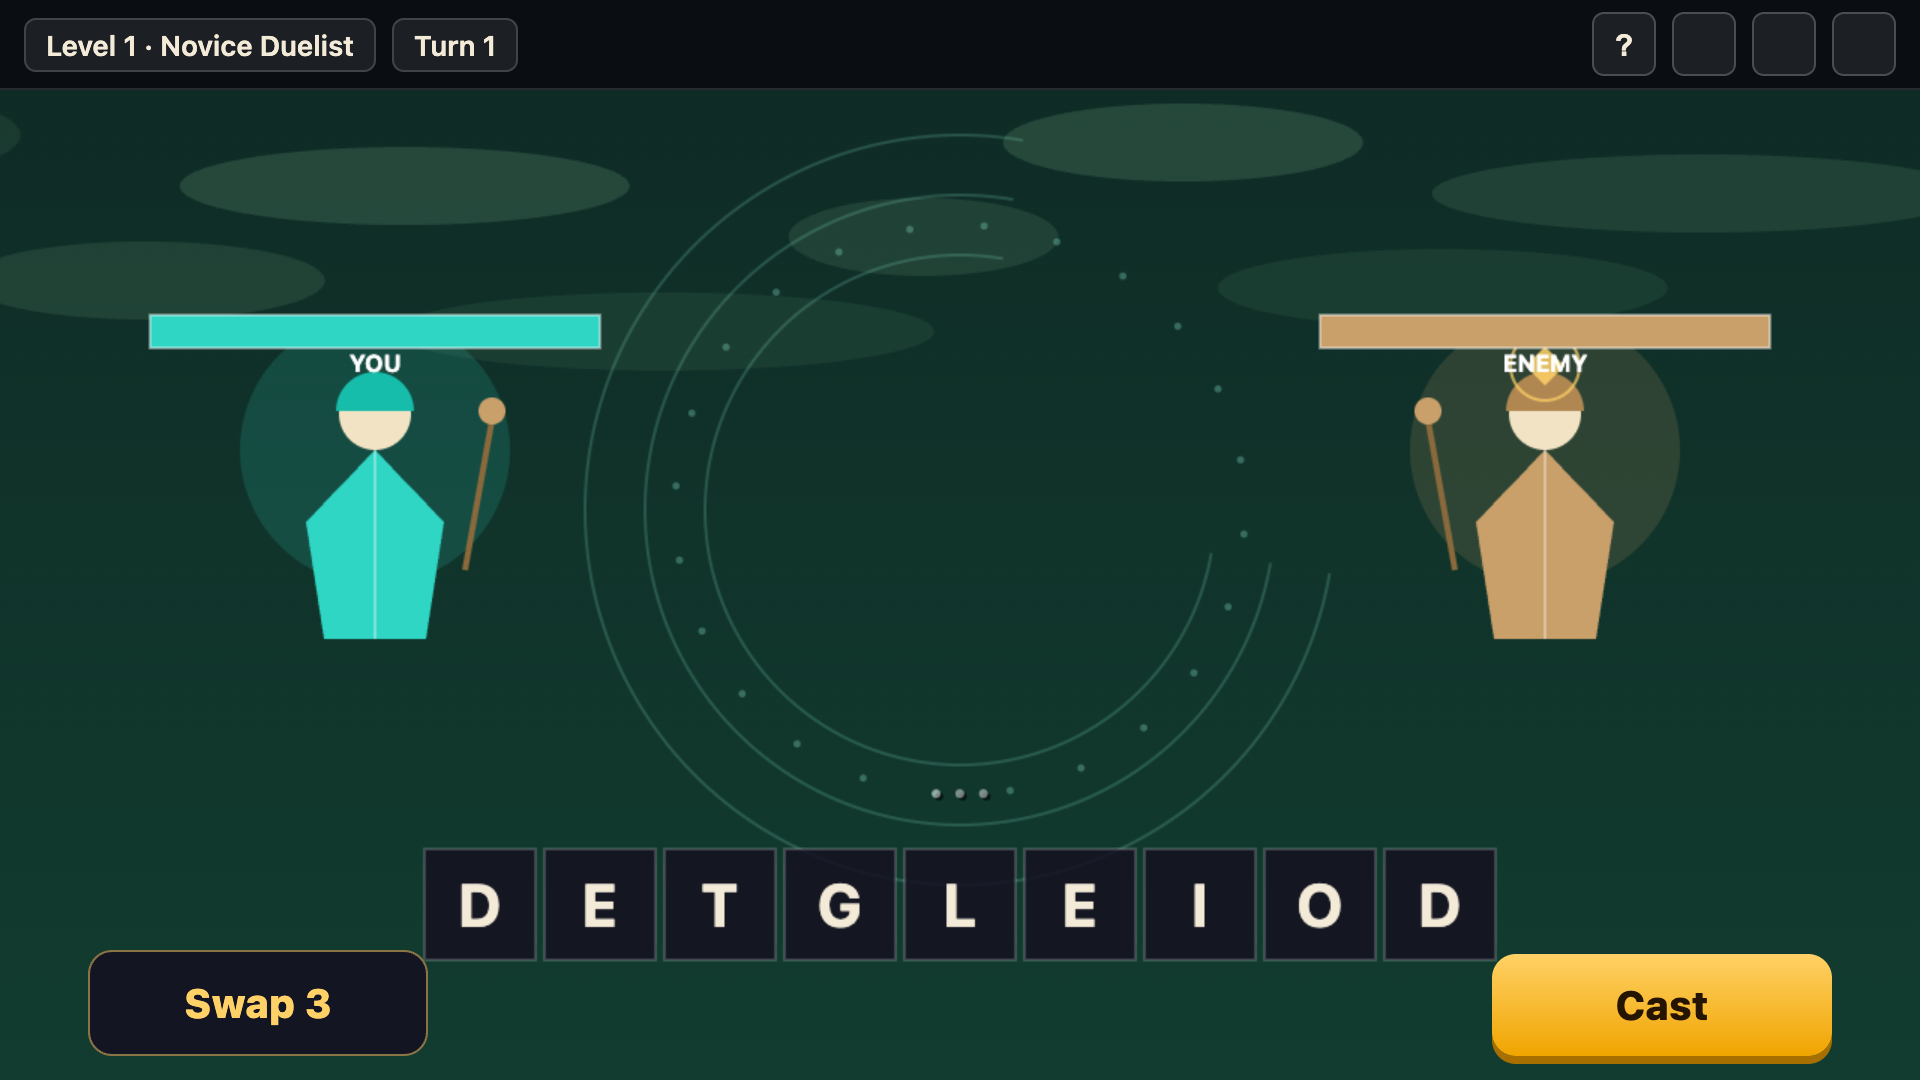 Level 1 · Novice Duelist
Turn 1
?
YOU
ENEMY
D E T G L E I O D
Swap 3
Cast